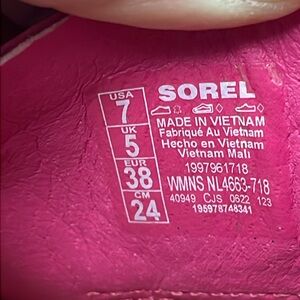 USA
7
UK
5
EUR
38
CM
24
SOREL
MADE IN VIETNAM
Fabriqué Au Vietnam
Hecho en Vietnam
Vietnam Mali
1997961718
WMNS NL4663-718
40949 CJS 0622 123
195978748341